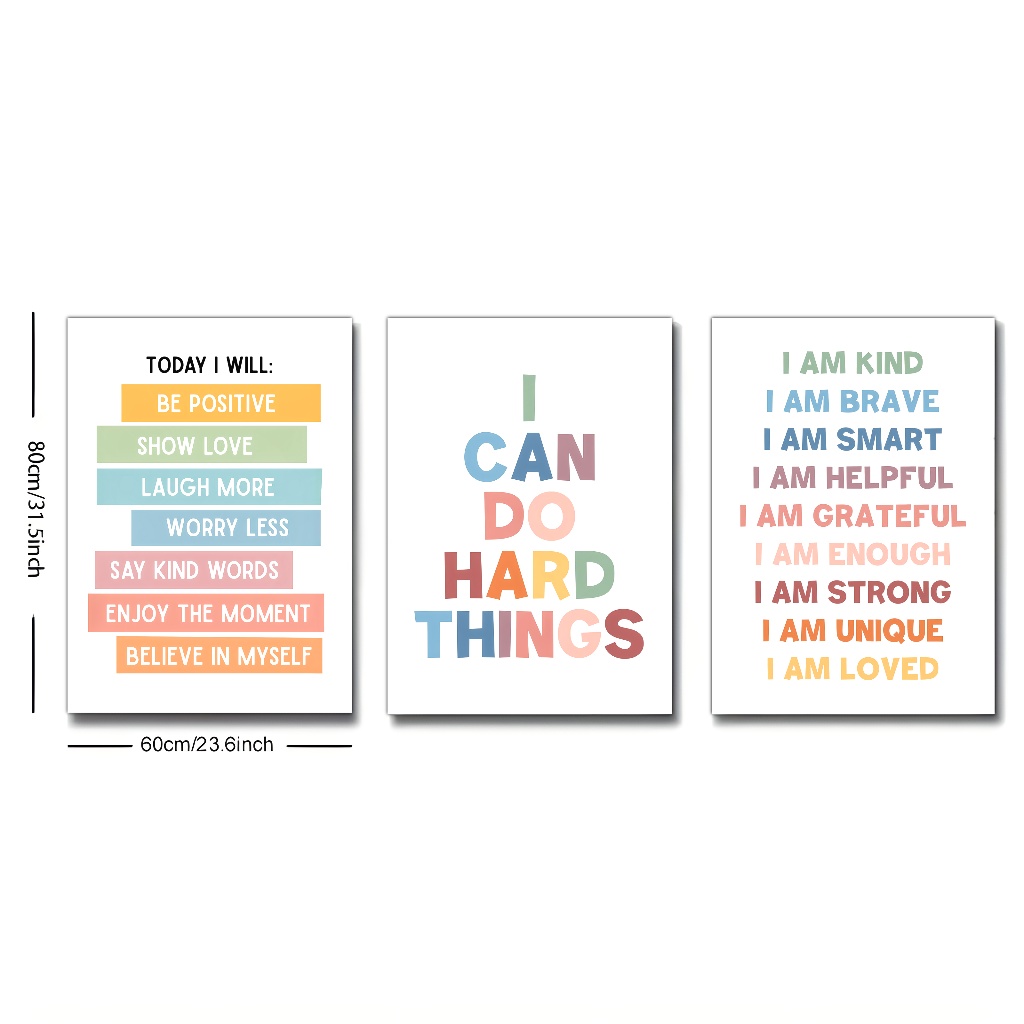 TODAY I WILL:
BE POSITIVE
SHOW LOVE
LAUGH MORE
WORRY LESS
SAY KIND WORDS
ENJOY THE MOMENT
BELIEVE IN MYSELF
I
CAN
DO
HARD
THINGS
I AM KIND
I AM BRAVE
I AM SMART
I AM HELPFUL
I AM GRATEFUL
I AM ENOUGH
I AM STRONG
I AM UNIQUE
I AM LOVED
80cm/31.5inch
60cm/23.6inch